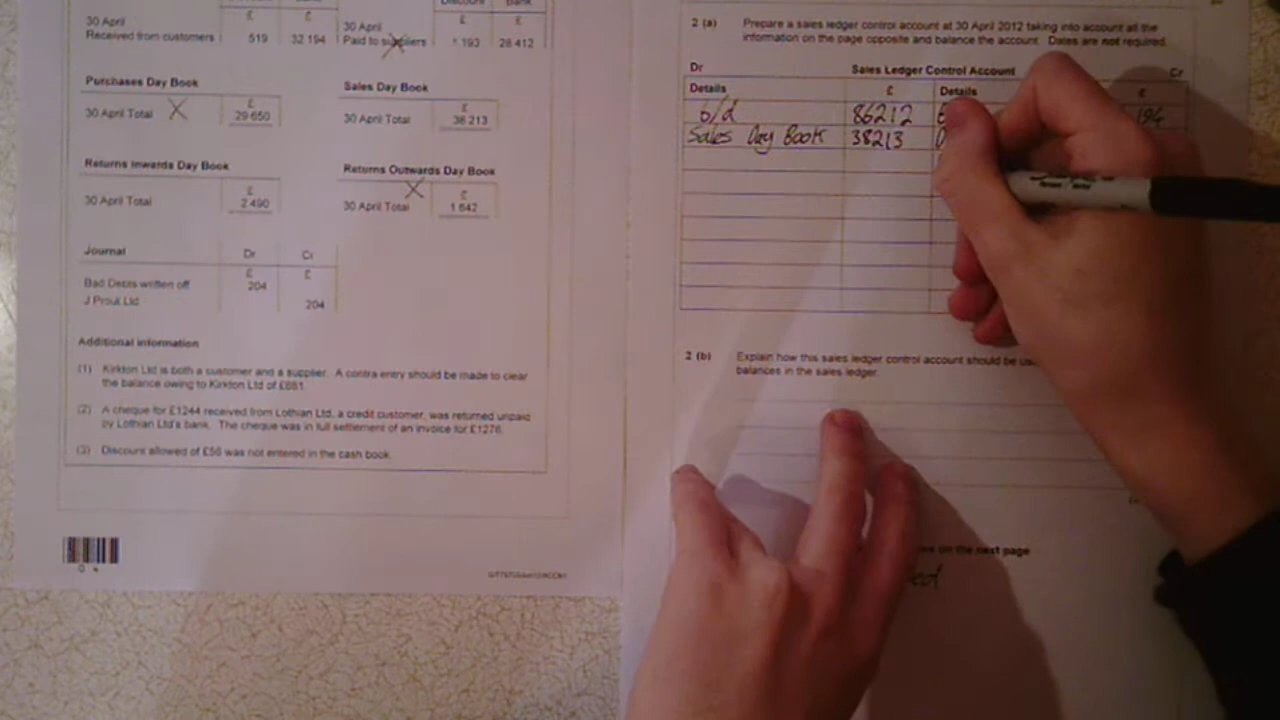 £ £
30 April
Received from customers 519 32 194
30 April
Paid to suppliers 1 193 28 412
Purchases Day Book
£
30 April Total 29 650
Sales Day Book
£
30 April Total 38 213
Returns Inwards Day Book
£
30 April Total 2 490
Returns Outwards Day Book
£
30 April Total 1 642
Journal Dr Cr
£ £
Bad Debts written off 204
J Prout Ltd 204
Additional information
(1) Kirkton Ltd is both a customer and a supplier. A contra entry should be made to clear
the balance owing to Kirkton Ltd of £881.
(2) A cheque for £1244 received from Lothian Ltd, a credit customer, was returned unpaid
by Lothian Ltd's bank. The cheque was in full settlement of an invoice for £1276.
(3) Discount allowed of £56 was not entered in the cash book.
2 (a) Prepare a sales ledger control account at 30 April 2012 taking into account all the
information on the page opposite and balance the account. Dates are not required.
Dr Sales Ledger Control Account Cr
Details £ Details £
b/d 86212 194
Sales Day Book 38213
2 (b) Explain how this sales ledger control account should be
balances in the sales ledger.
on the next page